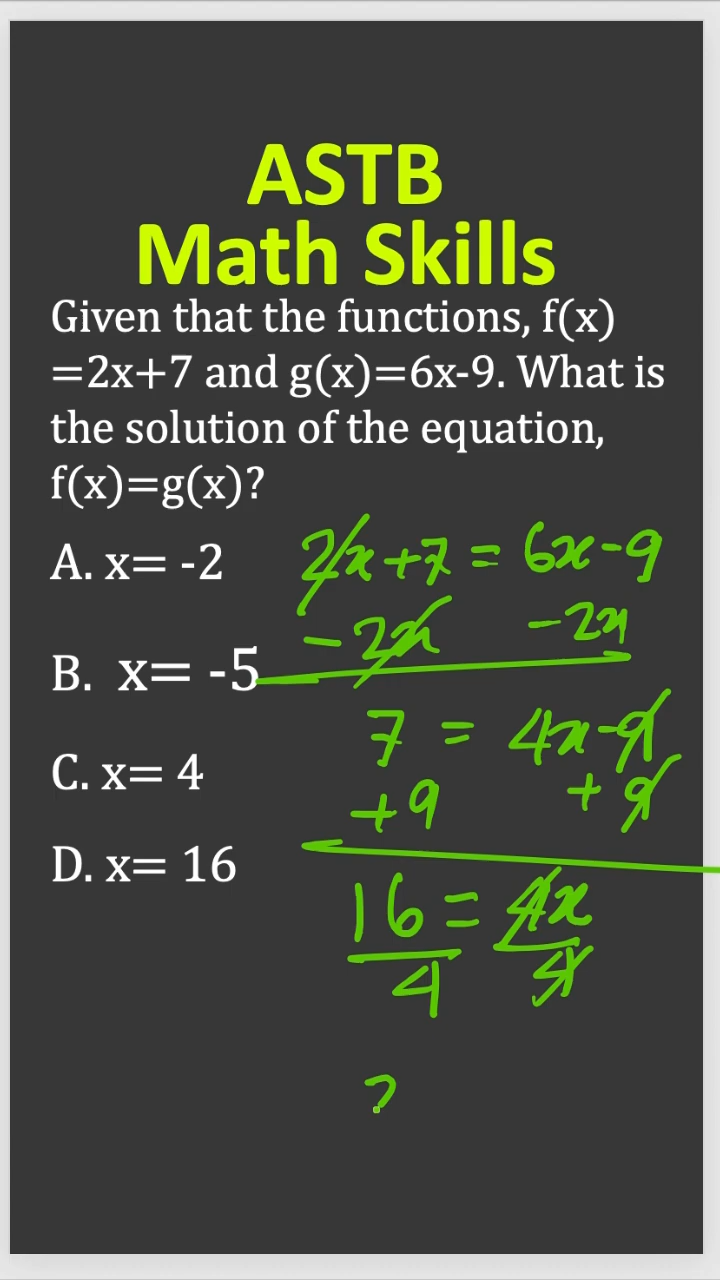 ASTB
Math Skills
Given that the functions, f(x)
=2x+7 and g(x)=6x-9. What is
the solution of the equation,
f(x)=g(x)?
A. x= -2
B. x= -5
C. x= 4
D. x= 16
2x+7 = 6x-9
-2x -2x
7 = 4x-9
+9 +9
16 = 4x
4 4
?